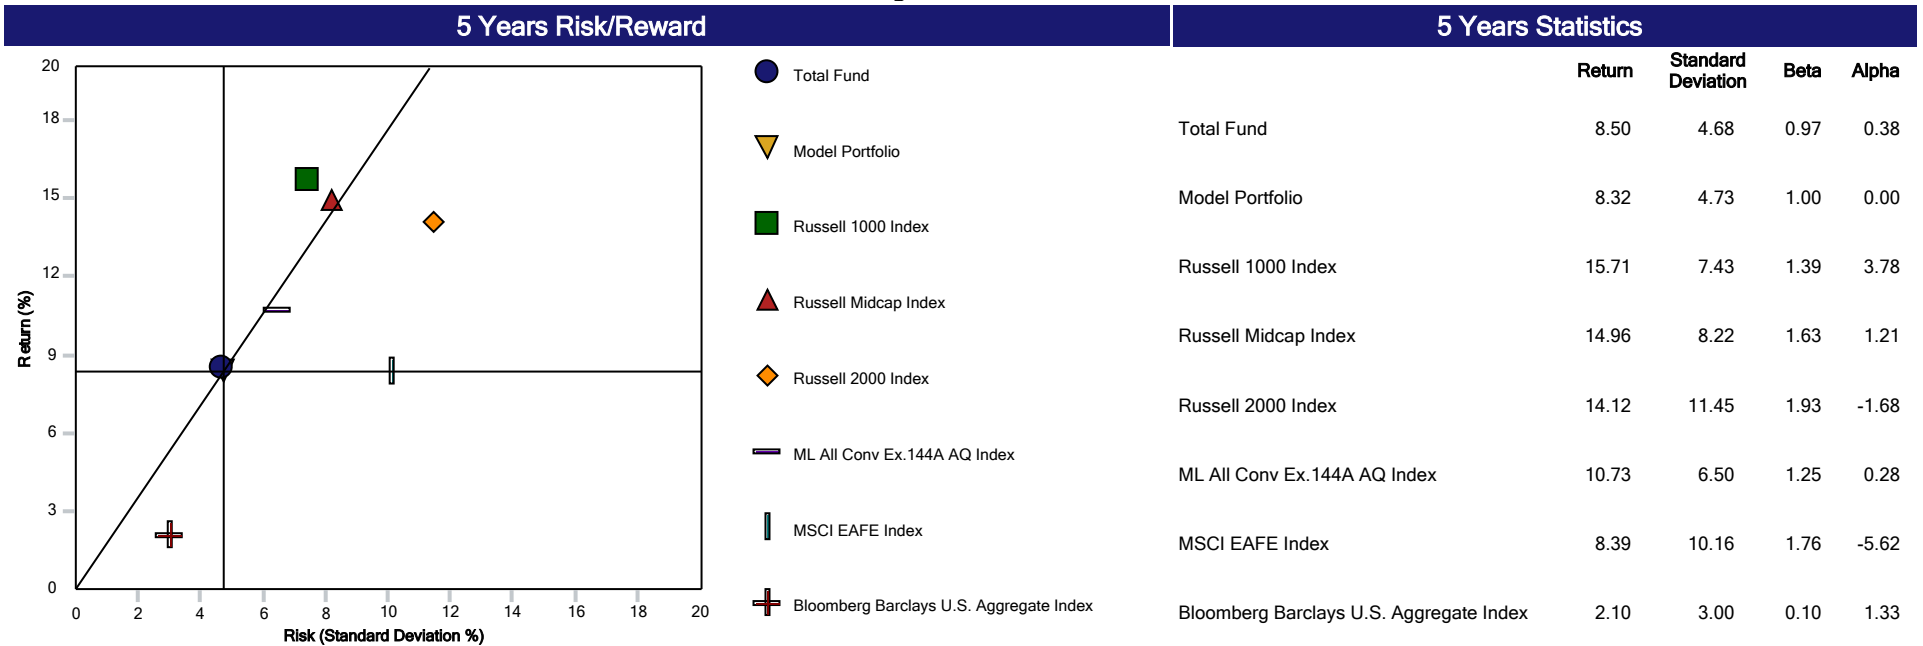 5 Years Risk/Reward
20
18
15
12
9
6
3
0
Return (%)
0 2 4 6 8 10 12 14 16 18 20
Risk (Standard Deviation %)
Total Fund
Model Portfolio
Russell 1000 Index
Russell Midcap Index
Russell 2000 Index
ML All Conv Ex.144A AQ Index
MSCI EAFE Index
Bloomberg Barclays U.S. Aggregate Index
5 Years Statistics
Return Standard Deviation Beta Alpha
Total Fund 8.50 4.68 0.97 0.38
Model Portfolio 8.32 4.73 1.00 0.00
Russell 1000 Index 15.71 7.43 1.39 3.78
Russell Midcap Index 14.96 8.22 1.63 1.21
Russell 2000 Index 14.12 11.45 1.93 -1.68
ML All Conv Ex.144A AQ Index 10.73 6.50 1.25 0.28
MSCI EAFE Index 8.39 10.16 1.76 -5.62
Bloomberg Barclays U.S. Aggregate Index 2.10 3.00 0.10 1.33